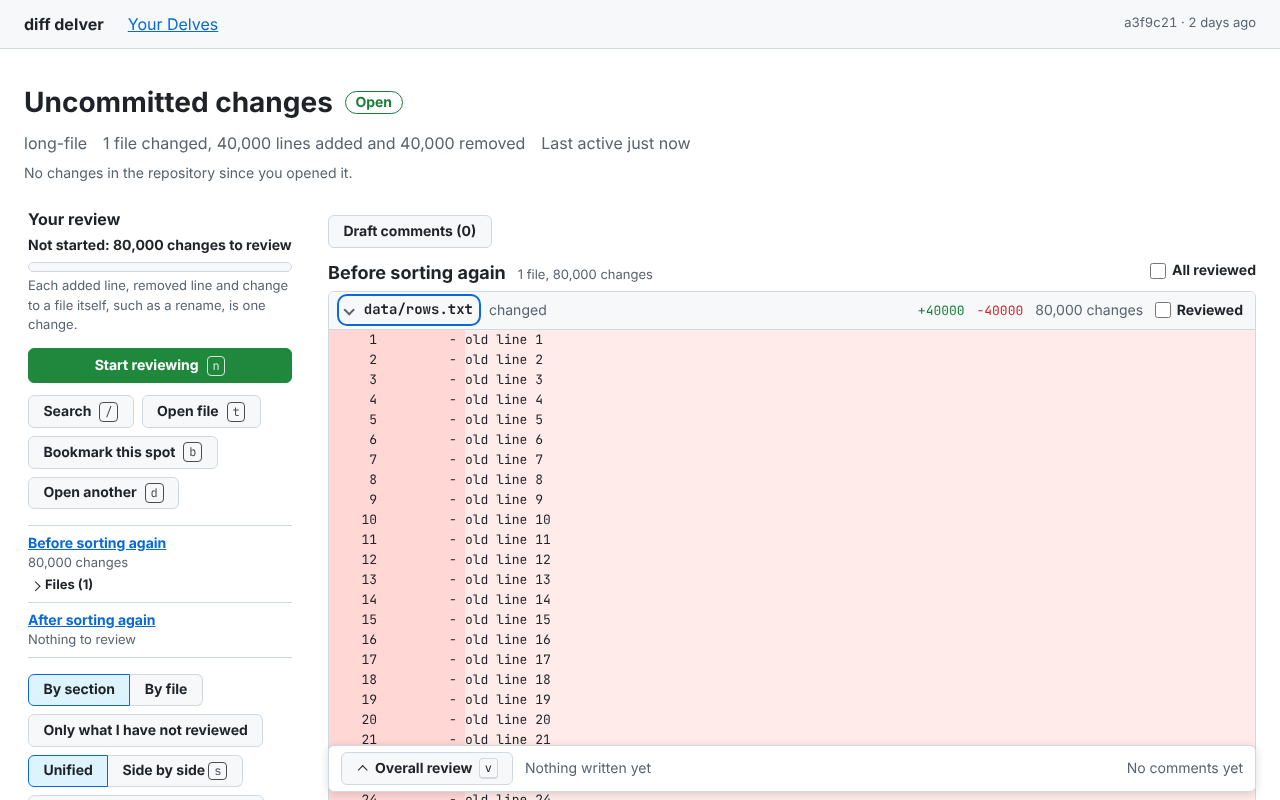 diff delver Your Delves a3f9c21 · 2 days ago
Uncommitted changes Open
long-file 1 file changed, 40,000 lines added and 40,000 removed Last active just now
No changes in the repository since you opened it.
Your review
Not started: 80,000 changes to review
Each added line, removed line and change
to a file itself, such as a rename, is one
change.
Start reviewing n
Search / Open file t
Bookmark this spot b
Open another d
Before sorting again
80,000 changes
Files (1)
After sorting again
Nothing to review
By section By file
Only what I have not reviewed
Unified Side by side s
Draft comments (0)
Before sorting again 1 file, 80,000 changes All reviewed
data/rows.txt changed +40000 -40000 80,000 changes Reviewed
1 - old line 1
2 - old line 2
3 - old line 3
4 - old line 4
5 - old line 5
6 - old line 6
7 - old line 7
8 - old line 8
9 - old line 9
10 - old line 10
11 - old line 11
12 - old line 12
13 - old line 13
14 - old line 14
15 - old line 15
16 - old line 16
17 - old line 17
18 - old line 18
19 - old line 19
20 - old line 20
21 - old line 21
Overall review v Nothing written yet No comments yet
24 - old line 24